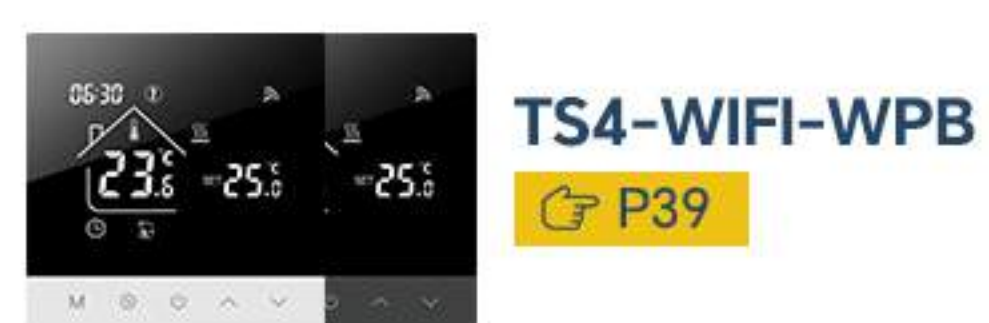 06:30
23.6 °C
SET 25.0 °C
SET 25.0 °C
M
TS4-WIFI-WPB
P39